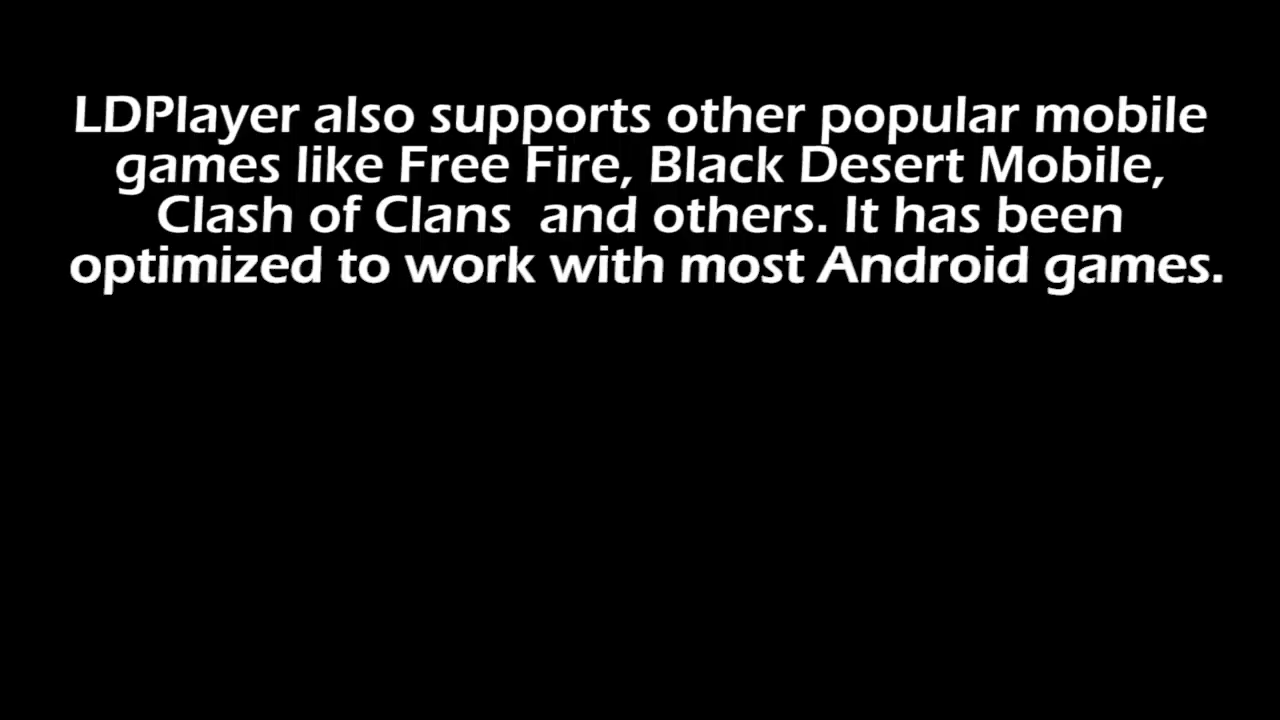 LDPlayer also supports other popular mobile
games like Free Fire, Black Desert Mobile,
Clash of Clans  and others. It has been
optimized to work with most Android games.